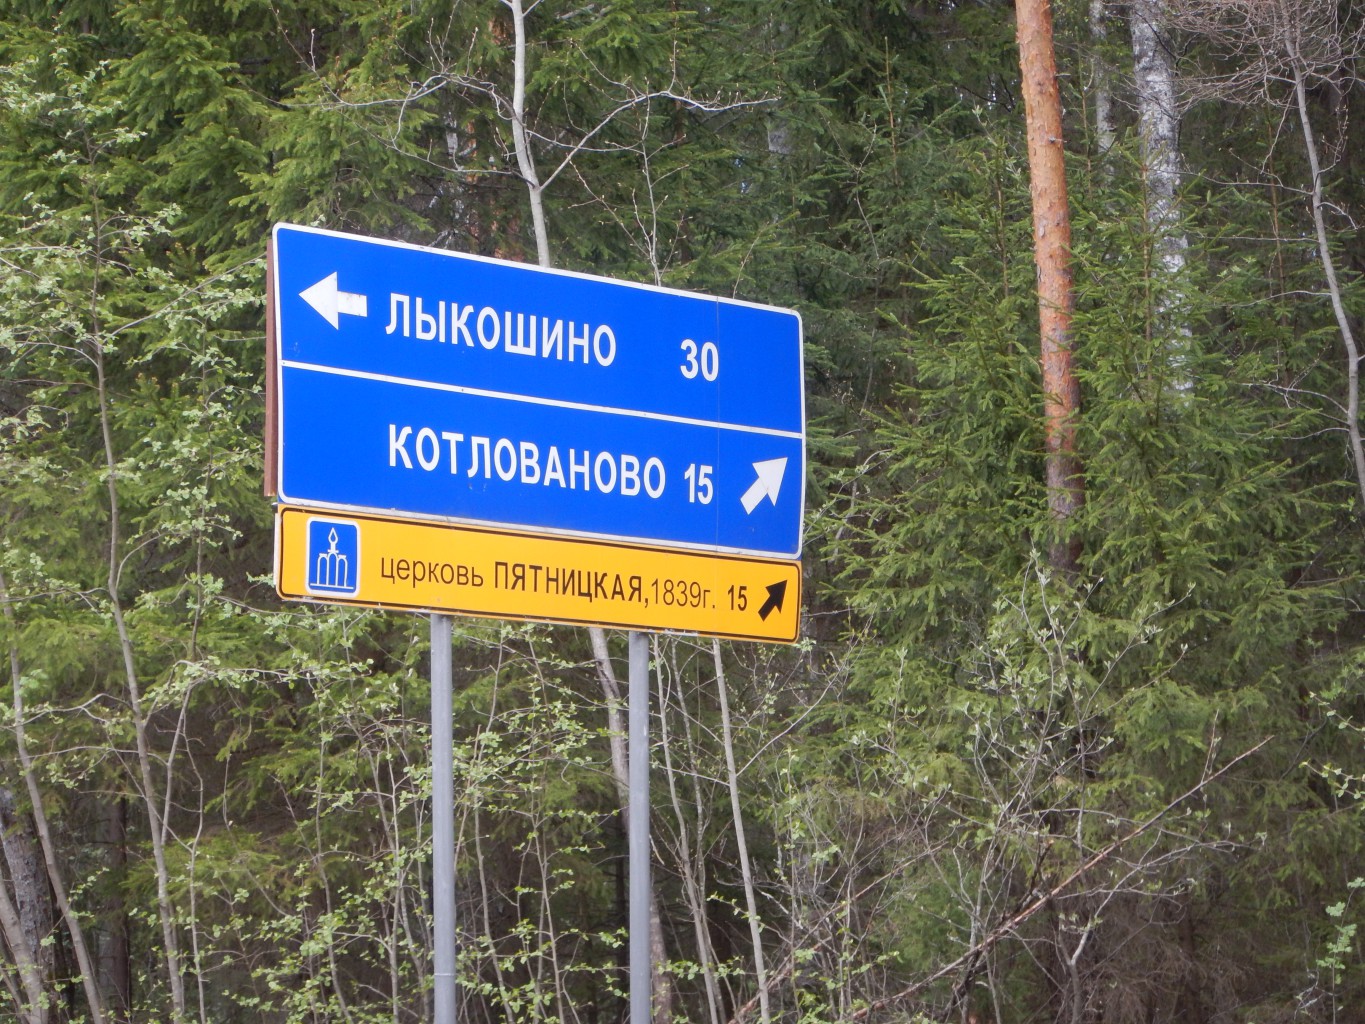 ЛЫКОШИНО 30
КОТЛОВАНОВО 15
церковь ПЯТНИЦКАЯ,1839г. 15